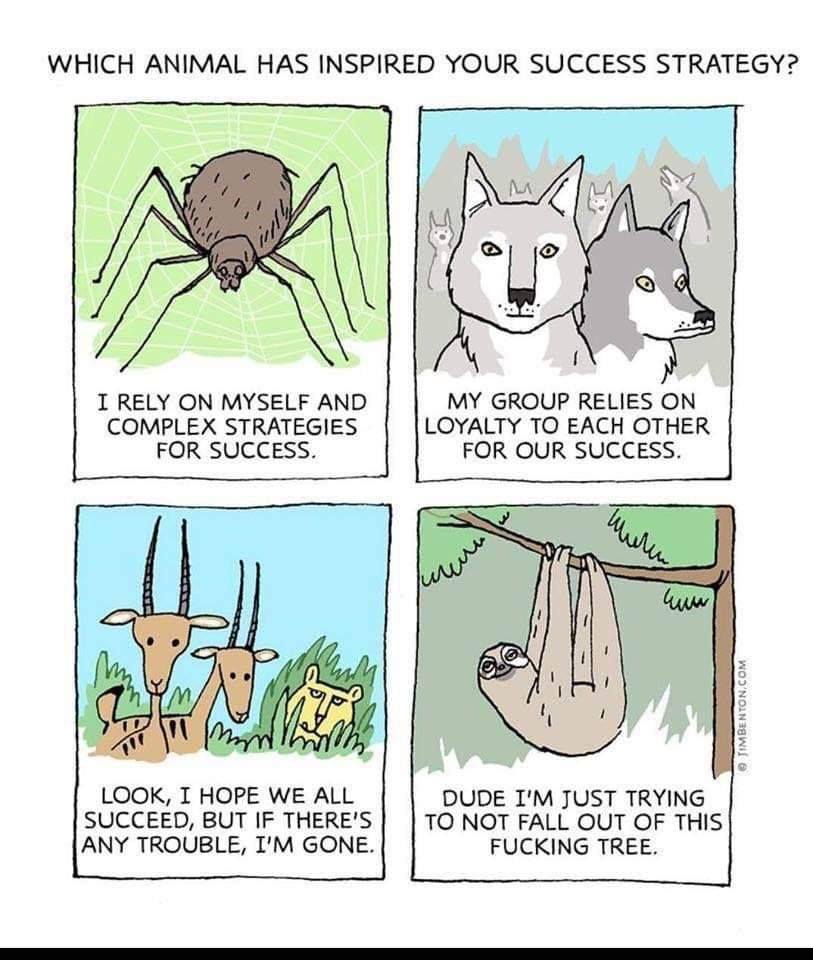 WHICH ANIMAL HAS INSPIRED YOUR SUCCESS STRATEGY?
I RELY ON MYSELF AND
COMPLEX STRATEGIES
FOR SUCCESS.
MY GROUP RELIES ON
LOYALTY TO EACH OTHER
FOR OUR SUCCESS.
LOOK, I HOPE WE ALL
SUCCEED, BUT IF THERE'S
ANY TROUBLE, I'M GONE.
DUDE I'M JUST TRYING
TO NOT FALL OUT OF THIS
FUCKING TREE.
© TIMBENTON.COM